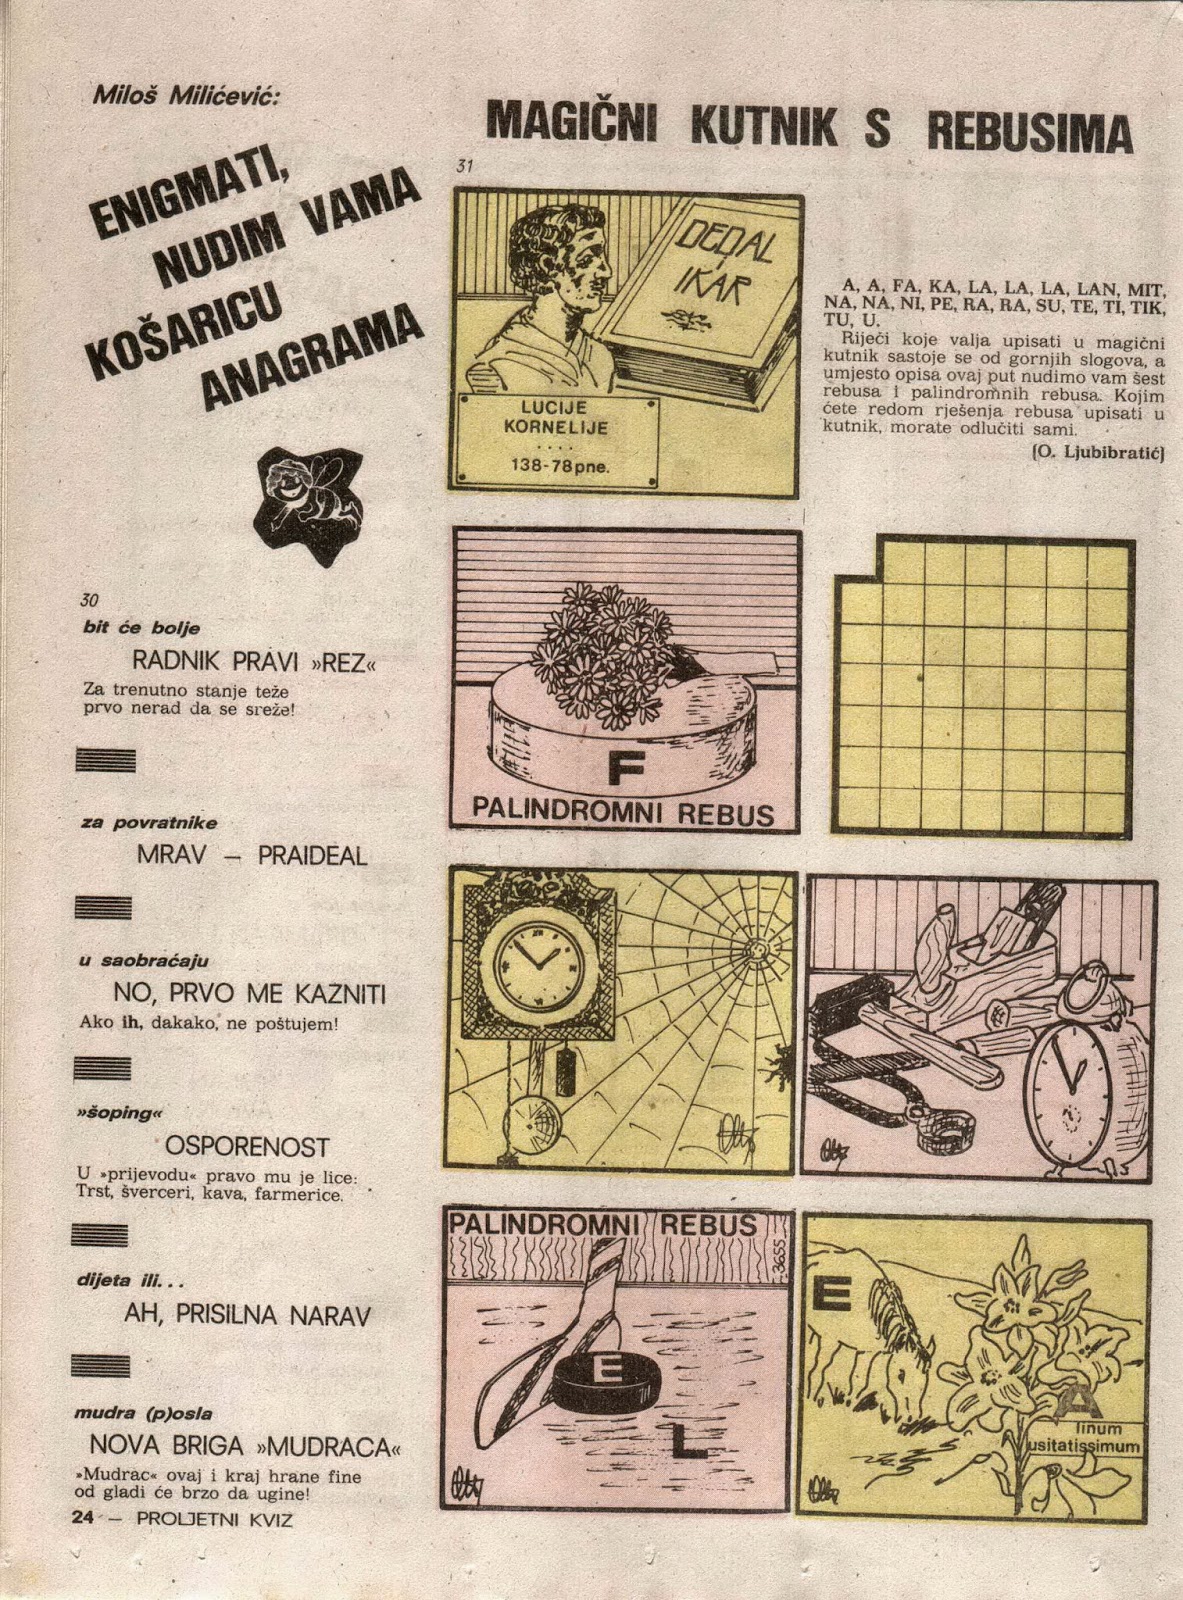 Miloš Milićević:
ENIGMATI,
NUDIM VAMA
KOŠARICU
ANAGRAMA
30
bit će bolje
RADNIK PRAVI »REZ«
Za trenutno stanje teže
prvo nerad da se sreže!
za povratnike
MRAV – PRAIDEAL
u saobraćaju
NO, PRVO ME KAZNITI
Ako ih, dakako, ne poštujem!
»šoping«
OSPORENOST
U »prijevodu« pravo mu je lice:
Trst, šverceri, kava, farmerice.
dijeta ili...
AH, PRISILNA NARAV
mudra (p)osla
NOVA BRIGA »MUDRACA«
»Mudrac« ovaj i kraj hrane fine
od gladi će brzo da ugine!
24 – PROLJETNI KVIZ
MAGIČNI KUTNIK S REBUSIMA
31
DEDAL
I
IKAR
LUCIJE
KORNELIJE
....
138-78 pne.
A, A, FA, KA, LA, LA, LA, LAN, MIT,
NA, NA, NI, PE, RA, RA, SU, TE, TI, TIK,
TU, U.
Riječi koje valja upisati u magični
kutnik sastoje se od gornjih slogova, a
umjesto opisa ovaj put nudimo vam šest
rebusa i palindromnih rebusa. Kojim
ćete redom rješenja rebusa upisati u
kutnik, morate odlučiti sami.
(O. Ljubibratić)
F
PALINDROMNI REBUS
PALINDROMNI REBUS
3655
E
L
E
A
linum
usitatissimum